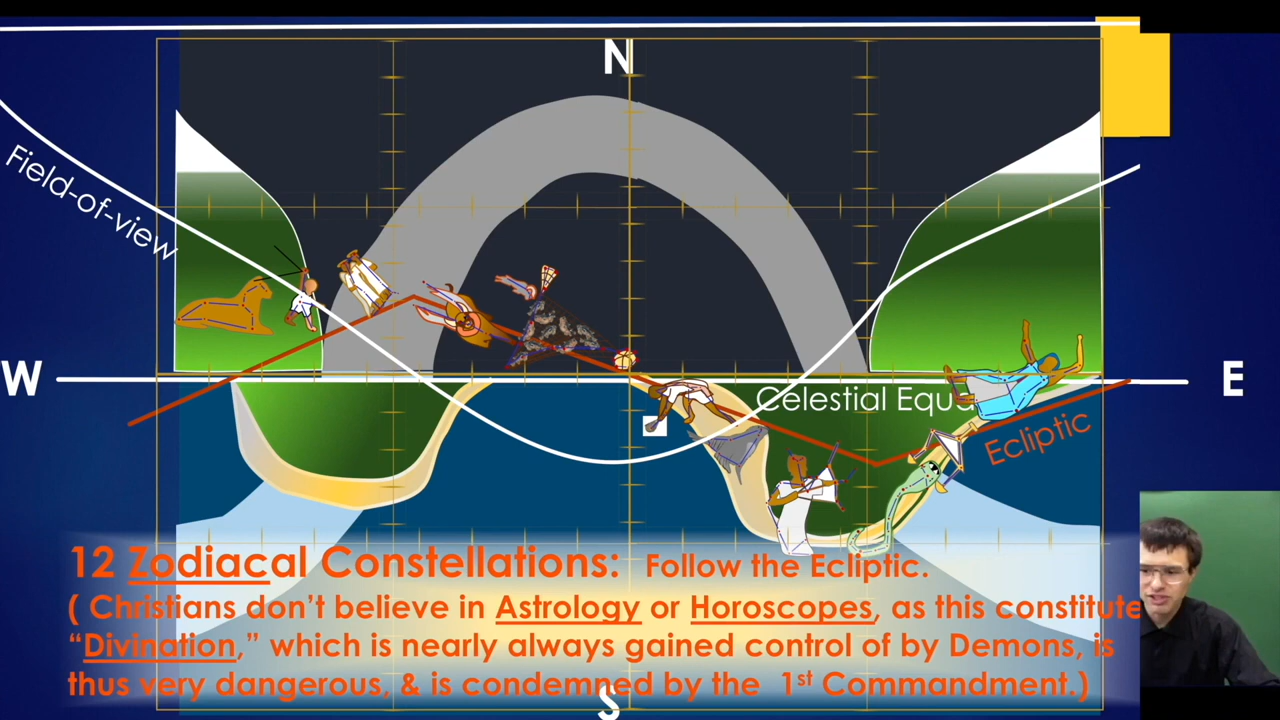 N
Field-of-view
W
E
Celestial Equa
Ecliptic
12 Zodiacal Constellations: Follow the Ecliptic.
( Christians don't believe in Astrology or Horoscopes, as this constitute
“Divination,” which is nearly always gained control of by Demons, is
thus very dangerous, & is condemned by the 1st Commandment.)
S